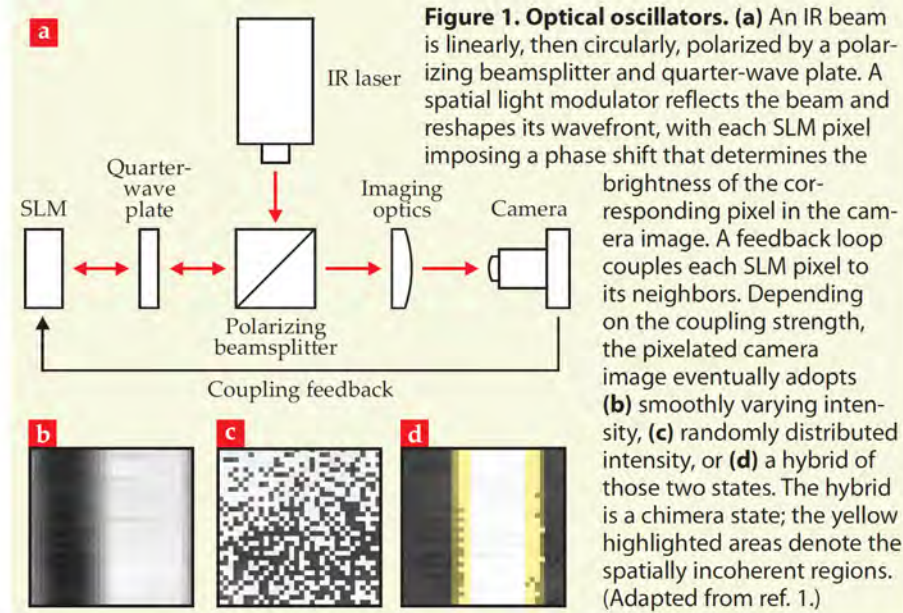 a
IR laser
Quarter-
wave
plate
SLM
Imaging
optics
Camera
Polarizing
beamsplitter
Coupling feedback
b
c
d
Figure 1. Optical oscillators. (a) An IR beam
is linearly, then circularly, polarized by a polar-
izing beamsplitter and quarter-wave plate. A
spatial light modulator reflects the beam and
reshapes its wavefront, with each SLM pixel
imposing a phase shift that determines the
brightness of the cor-
responding pixel in the cam-
era image. A feedback loop
couples each SLM pixel to
its neighbors. Depending
on the coupling strength,
the pixelated camera
image eventually adopts
(b) smoothly varying inten-
sity, (c) randomly distributed
intensity, or (d) a hybrid of
those two states. The hybrid
is a chimera state; the yellow
highlighted areas denote the
spatially incoherent regions.
(Adapted from ref. 1.)